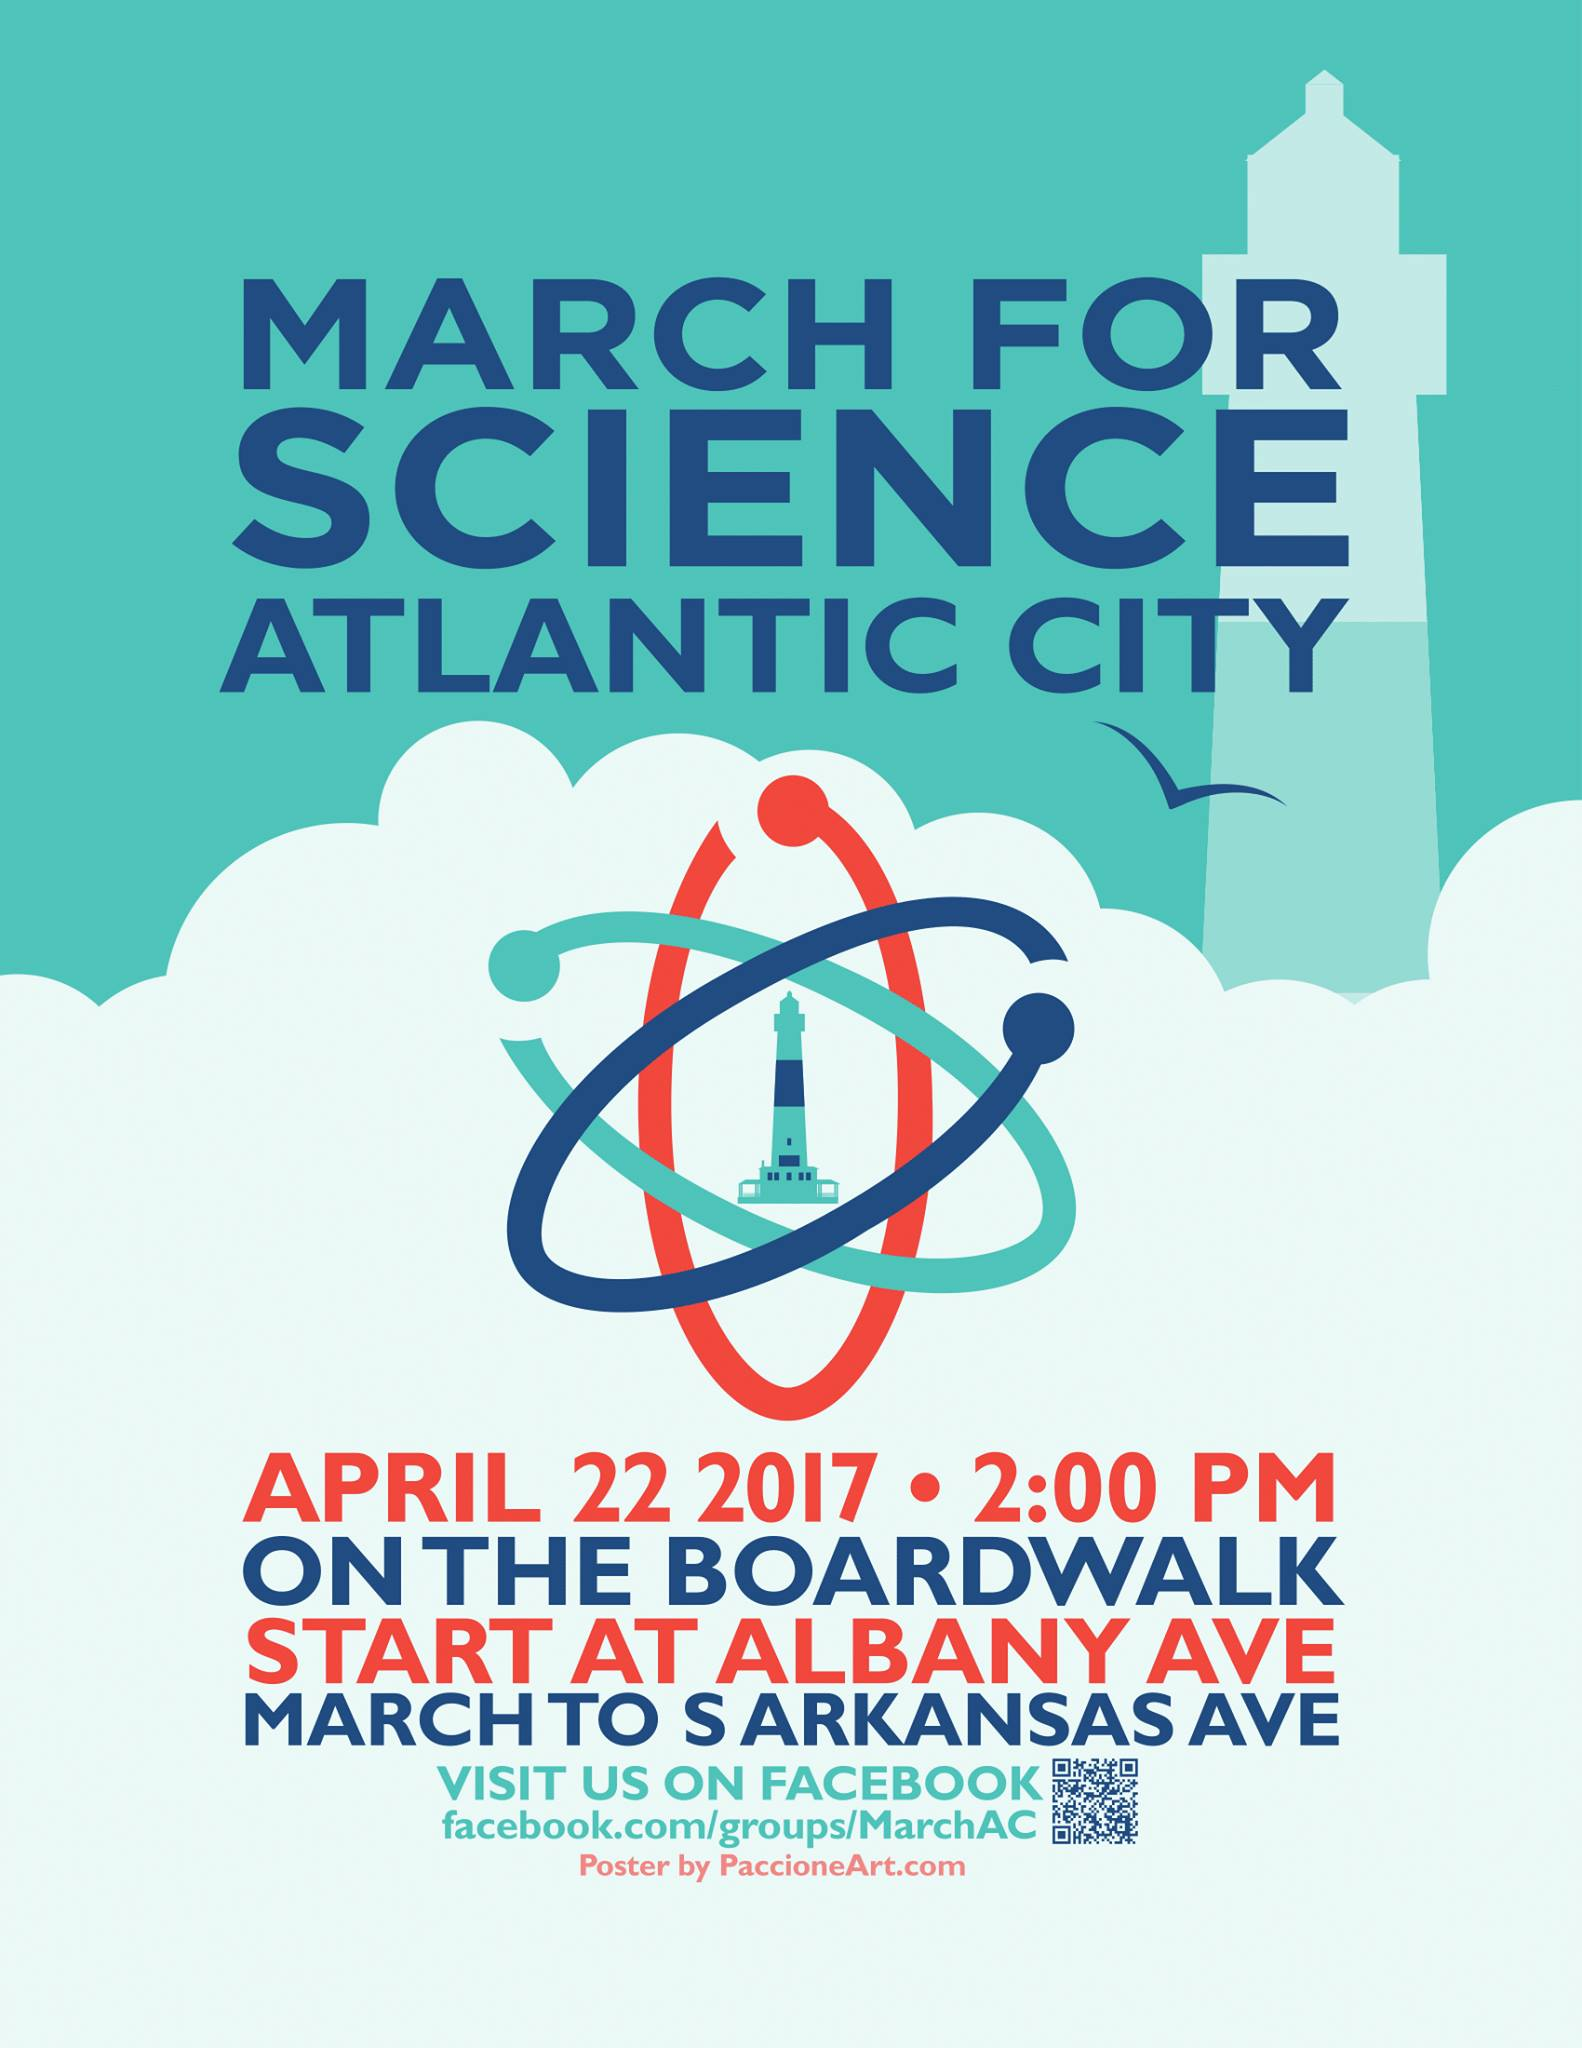 MARCH FOR
SCIENCE
ATLANTIC CITY
APRIL 22 2017 • 2:00 PM
ON THE BOARDWALK
START AT ALBANY AVE
MARCH TO S ARKANSAS AVE
VISIT US ON FACEBOOK
facebook.com/groups/MarchAC
Poster by PaccioneArt.com